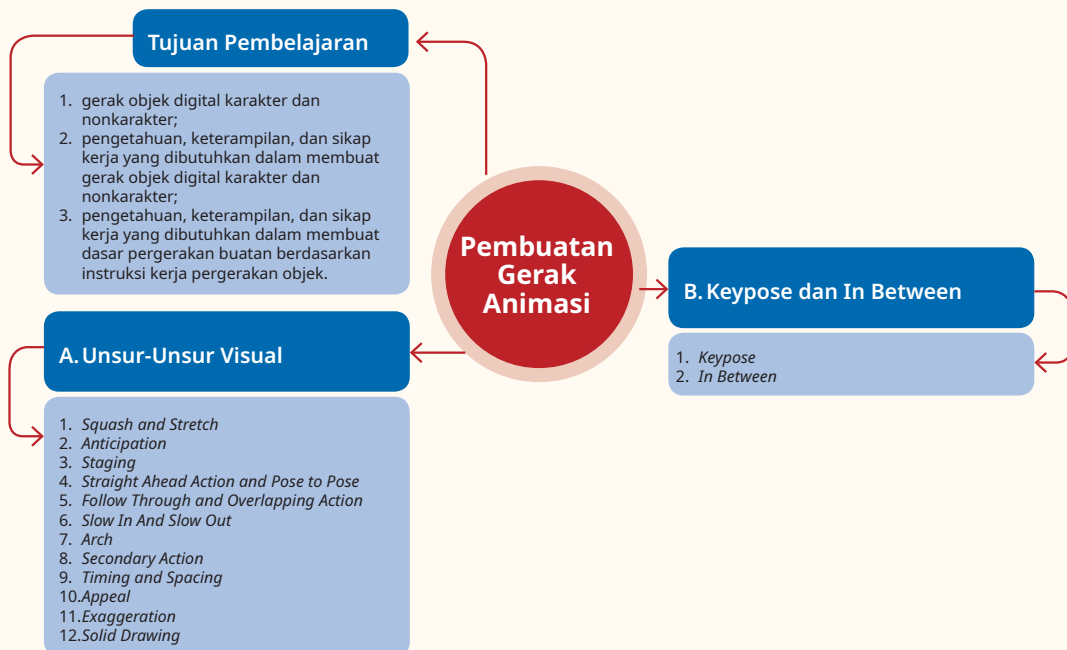 Tujuan Pembelajaran
1. gerak objek digital karakter dan
nonkarakter;
2. pengetahuan, keterampilan, dan sikap
kerja yang dibutuhkan dalam membuat
gerak objek digital karakter dan
nonkarakter;
3. pengetahuan, keterampilan, dan sikap
kerja yang dibutuhkan dalam membuat
dasar pergerakan buatan berdasarkan
instruksi kerja pergerakan objek.
Pembuatan
Gerak
Animasi
A. Unsur-Unsur Visual
1. Squash and Stretch
2. Anticipation
3. Staging
4. Straight Ahead Action and Pose to Pose
5. Follow Through and Overlapping Action
6. Slow In And Slow Out
7. Arch
8. Secondary Action
9. Timing and Spacing
10.Appeal
11.Exaggeration
12.Solid Drawing
B. Keypose dan In Between
1. Keypose
2. In Between